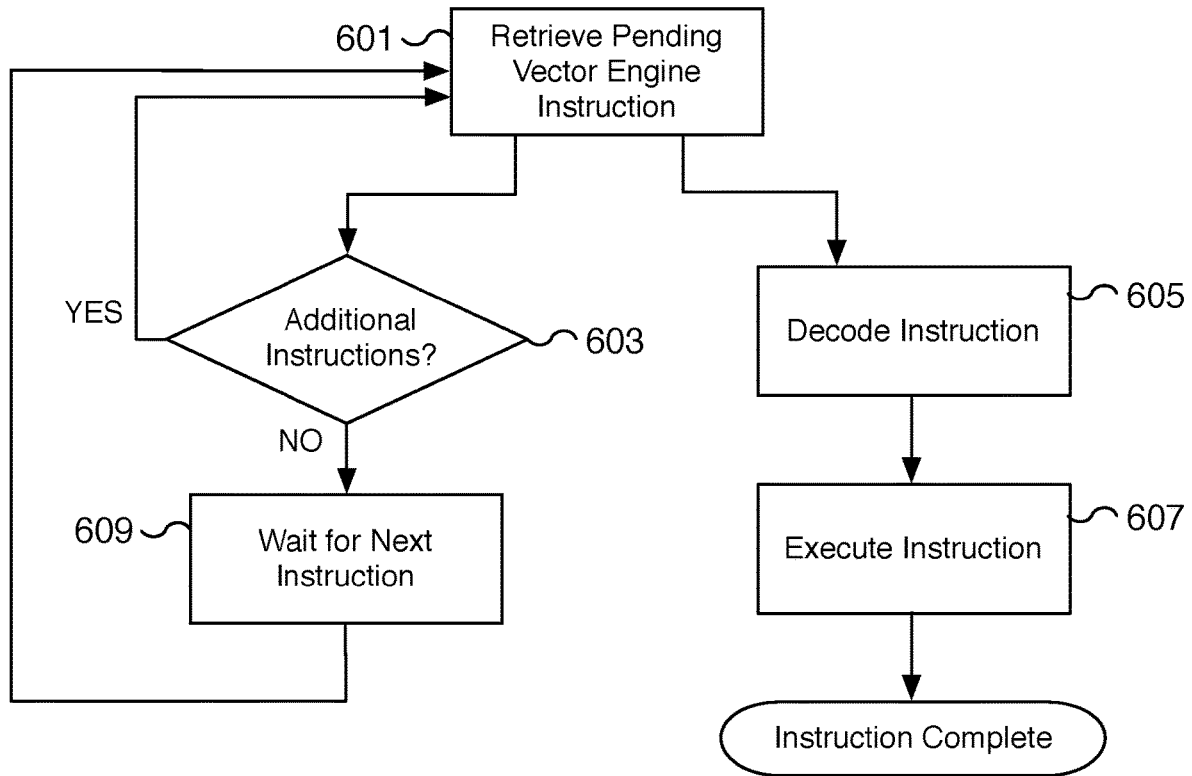 601
Retrieve Pending
Vector Engine
Instruction
YES
Additional
Instructions?
603
605
Decode Instruction
NO
609
Wait for Next
Instruction
607
Execute Instruction
Instruction Complete